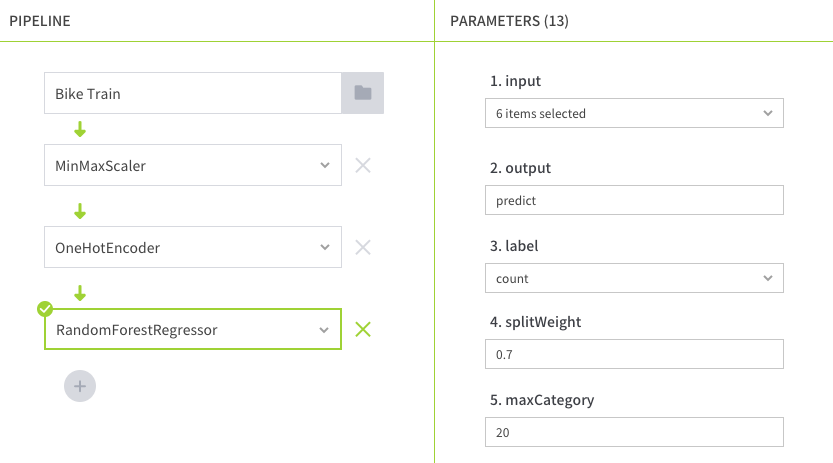 PIPELINE
Bike Train
MinMaxScaler
OneHotEncoder
RandomForestRegressor
PARAMETERS (13)
1. input
6 items selected
2. output
predict
3. label
count
4. splitWeight
0.7
5. maxCategory
20